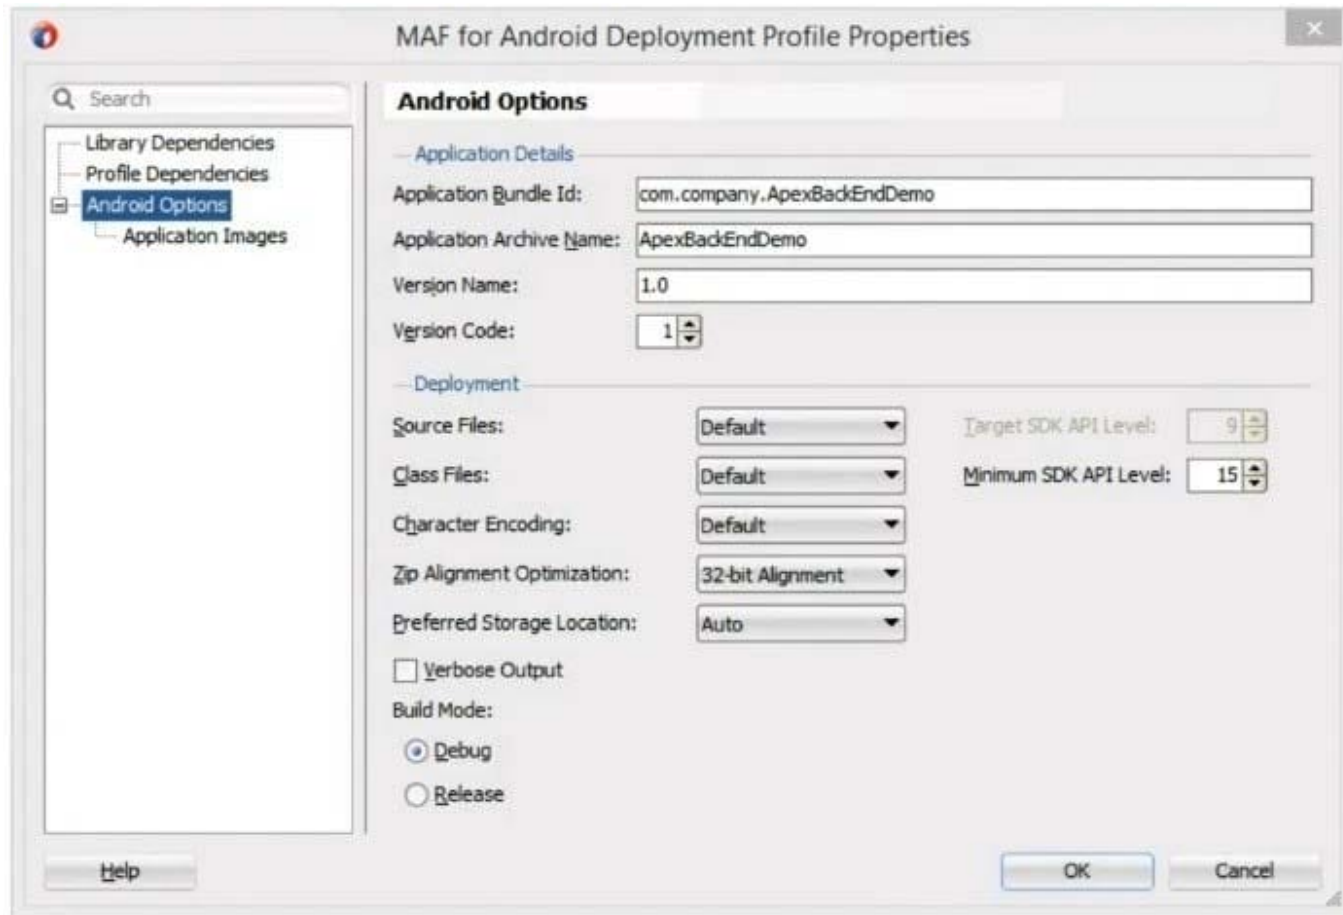 MAF for Android Deployment Profile Properties
Search
Library Dependencies
Profile Dependencies
Android Options
Application Images
Android Options
Application Details
Application Bundle Id: com.company.ApexBackEndDemo
Application Archive Name: ApexBackEndDemo
Version Name: 1.0
Version Code: 1
Deployment
Source Files: Default Target SDK API Level: 9
Class Files: Default Minimum SDK API Level: 15
Character Encoding: Default
Zip Alignment Optimization: 32-bit Alignment
Preferred Storage Location: Auto
Verbose Output
Build Mode:
Debug
Release
Help OK Cancel